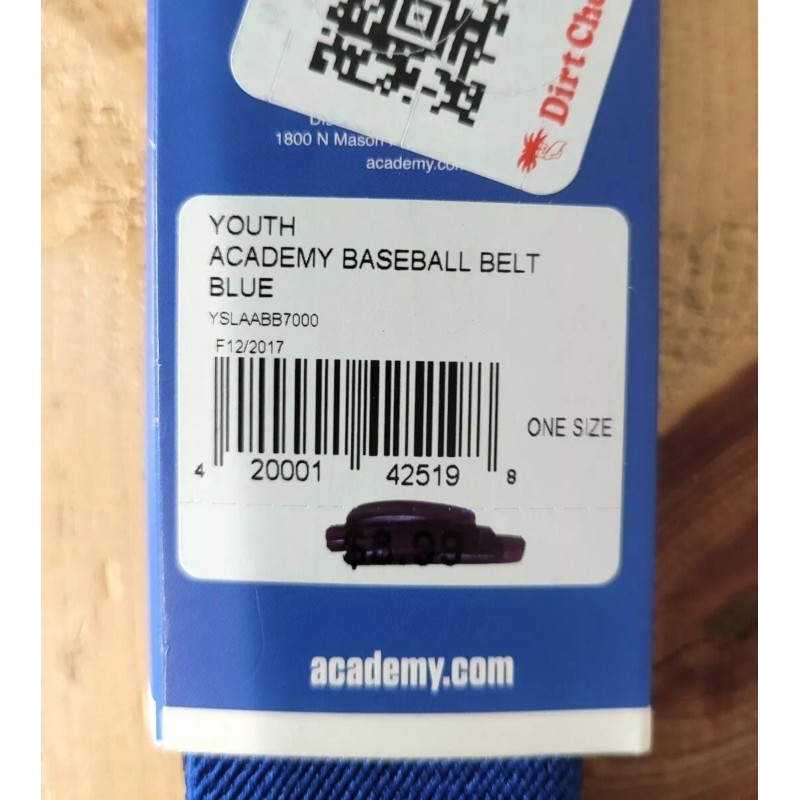 Dirt
1800 N Mason
academy.com
YOUTH
ACADEMY BASEBALL BELT
BLUE
YSLAABB7000
F12/2017
ONE SIZE
4 20001 42519 8
academy.com